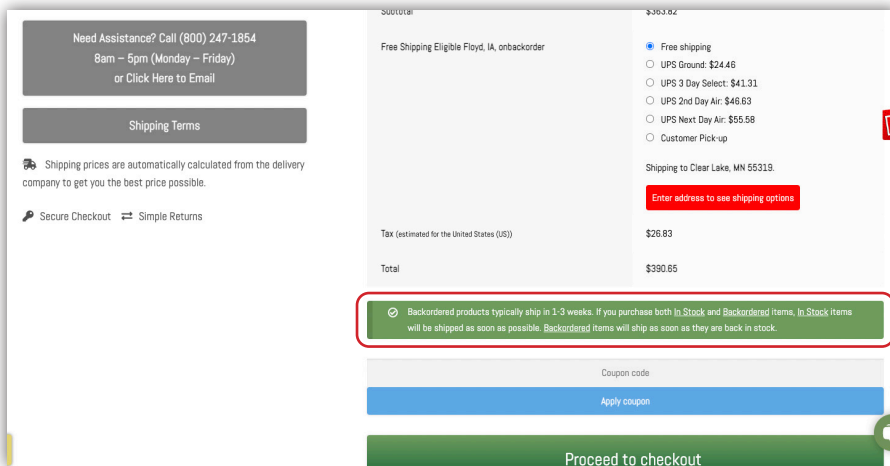 Subtotal
$363.82
Need Assistance? Call (800) 247-1854
8am – 5pm (Monday – Friday)
or Click Here to Email
Shipping Terms
Shipping prices are automatically calculated from the delivery
company to get you the best price possible.
Secure Checkout
Simple Returns
Free Shipping Eligible Floyd, IA, onbackorder
Free shipping
UPS Ground: $24.46
UPS 3 Day Select: $41.31
UPS 2nd Day Air: $46.63
UPS Next Day Air: $55.58
Customer Pick-up
Shipping to Clear Lake, MN 55319.
Enter address to see shipping options
Tax (estimated for the United States (US))
$26.83
Total
$390.65
Backordered products typically ship in 1-3 weeks. If you purchase both In Stock and Backordered items, In Stock items
will be shipped as soon as possible. Backordered items will ship as soon as they are back in stock.
Coupon code
Apply coupon
Proceed to checkout